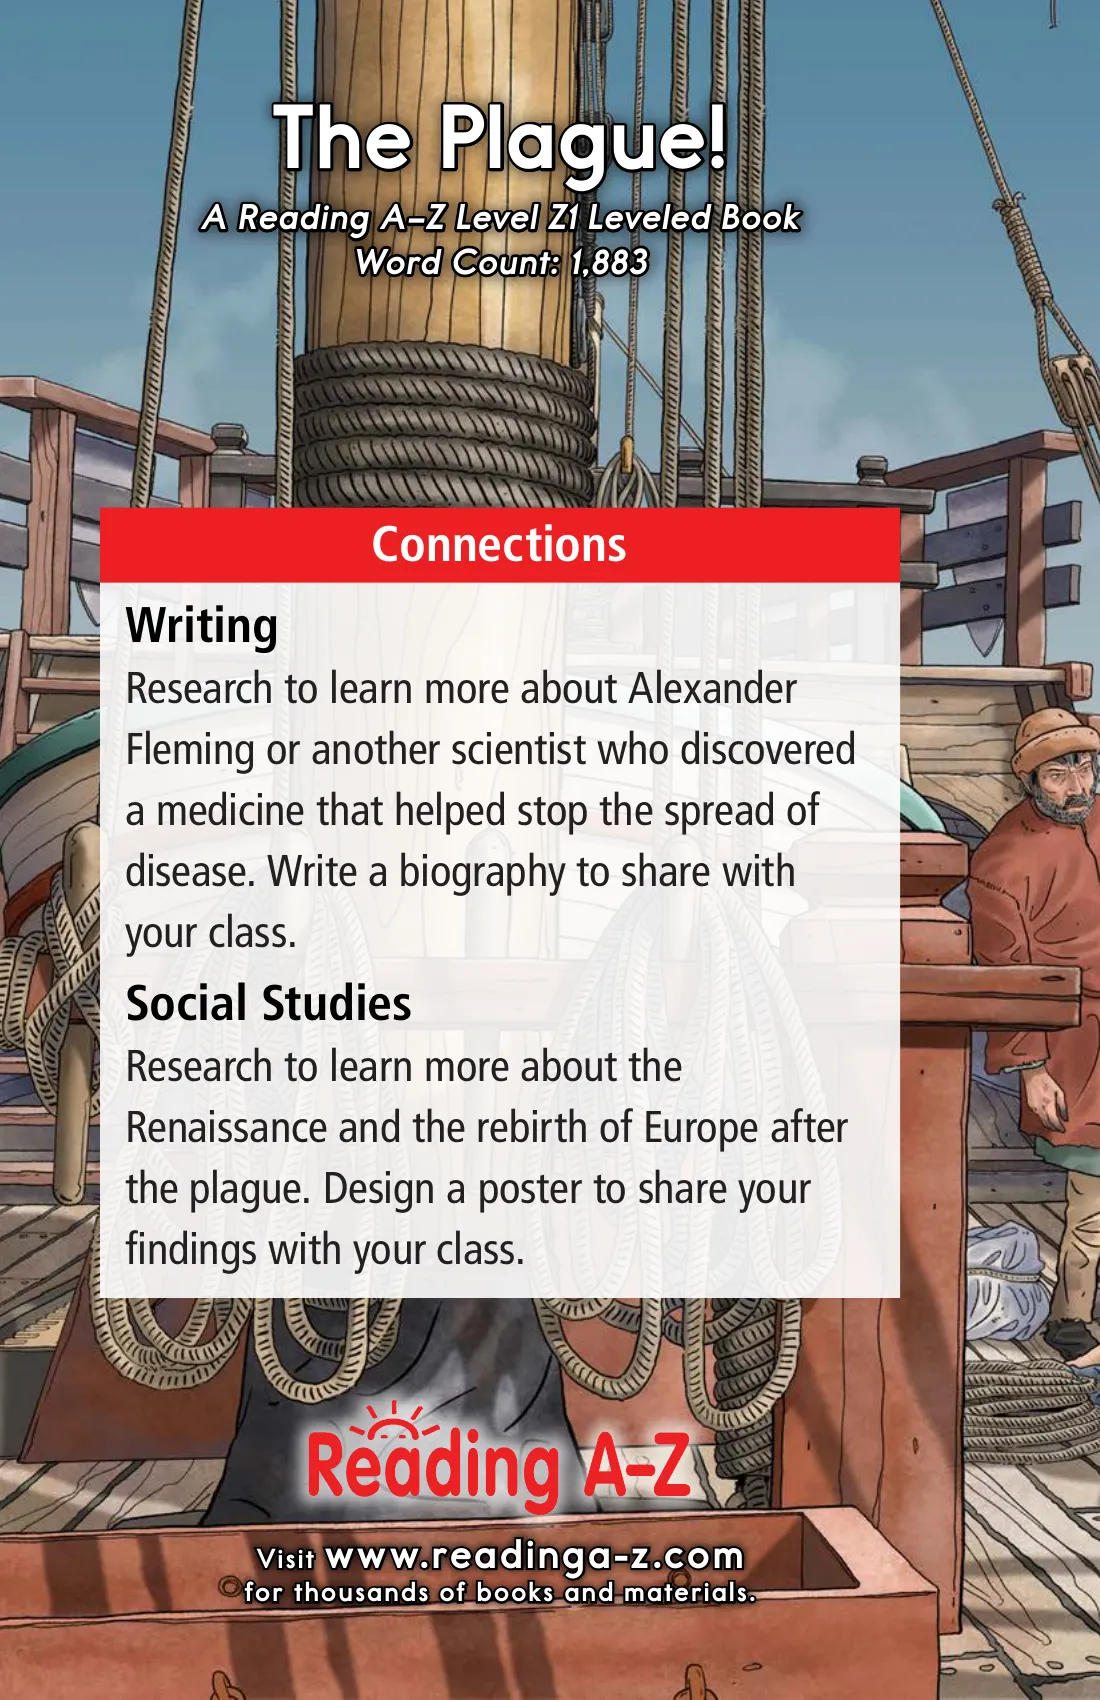 The Plague!
A Reading A–Z Level Z1 Leveled Book
Word Count: 1,883
Connections
Writing
Research to learn more about Alexander
Fleming or another scientist who discovered
a medicine that helped stop the spread of
disease. Write a biography to share with
your class.
Social Studies
Research to learn more about the
Renaissance and the rebirth of Europe after
the plague. Design a poster to share your
findings with your class.
Reading A–Z
Visit www.readinga-z.com
for thousands of books and materials.